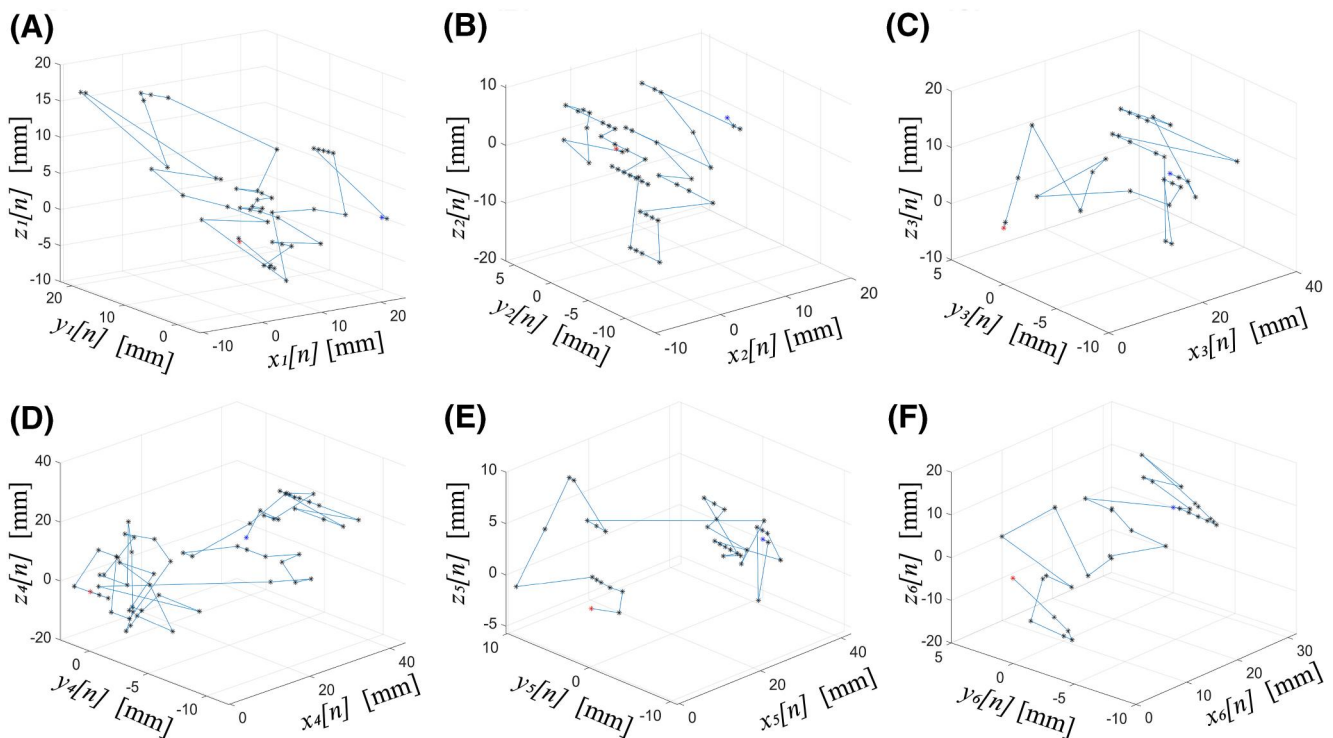 (A)
20
15
10
5
0
-5
-10
z₁[n] [mm]
20
10
0
y₁[n] [mm]
-10
0
10
20
x₁[n] [mm]
(B)
10
0
-10
-20
z₂[n] [mm]
5
0
-5
-10
y₂[n] [mm]
-10
0
10
20
x₂[n] [mm]
(C)
20
10
0
-10
z₃[n] [mm]
5
0
-5
-10
y₃[n] [mm]
0
20
40
x₃[n] [mm]
(D)
40
20
0
-20
z₄[n] [mm]
0
-5
-10
y₄[n] [mm]
0
20
40
x₄[n] [mm]
(E)
10
5
0
-5
z₅[n] [mm]
10
0
-10
y₅[n] [mm]
0
20
40
x₅[n] [mm]
(F)
20
10
0
-10
-20
z₆[n] [mm]
5
0
-5
-10
y₆[n] [mm]
0
10
20
30
x₆[n] [mm]